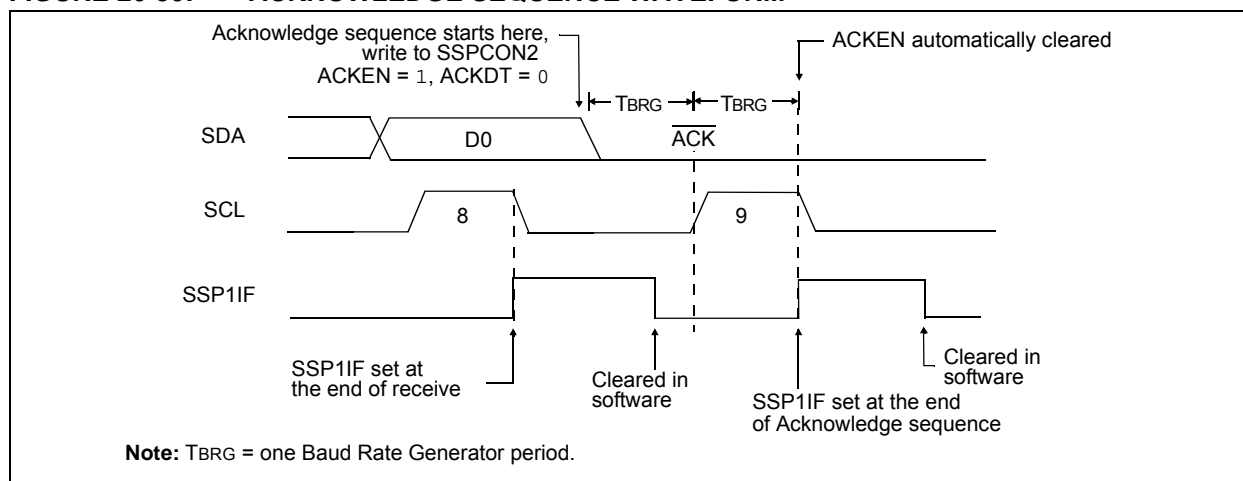 Acknowledge sequence starts here,
write to SSPCON2
ACKEN = 1, ACKDT = 0
ACKEN automatically cleared
TBRG
TBRG
SDA
D0
ACK
SCL
8
9
SSP1IF
SSP1IF set at
the end of receive
Cleared in
software
SSP1IF set at the end
of Acknowledge sequence
Cleared in
software
Note: TBRG = one Baud Rate Generator period.